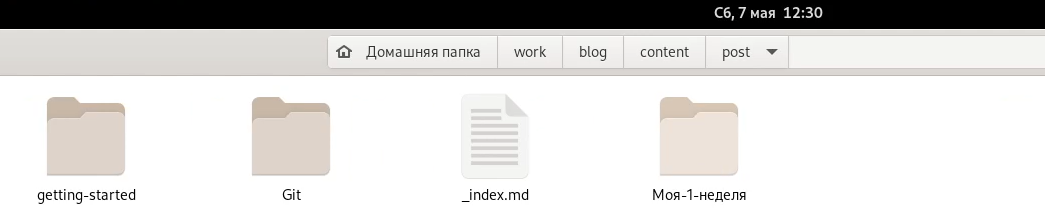 Сб, 7 мая 12:30
Домашняя папка work blog content post
getting-started Git _index.md Моя-1-неделя